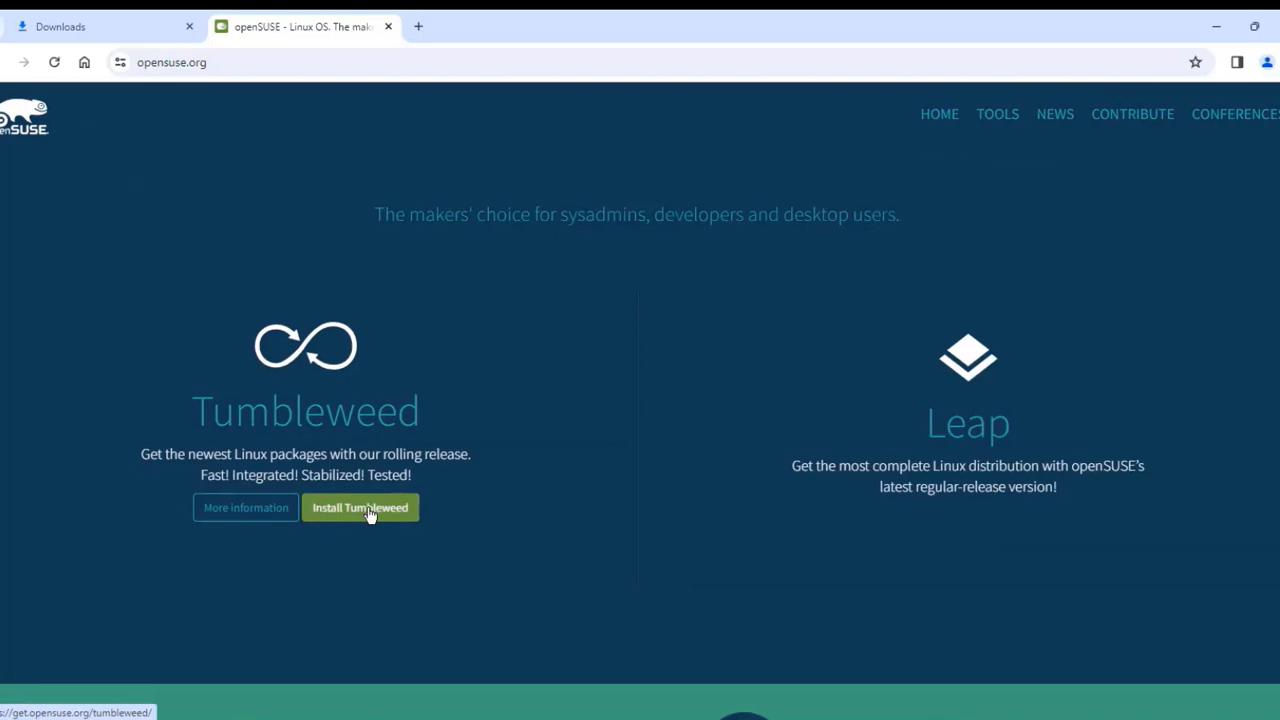 Downloads
openSUSE - Linux OS. The make
opensuse.org
enSUSE.
HOME TOOLS NEWS CONTRIBUTE CONFERENCES
The makers' choice for sysadmins, developers and desktop users.
Tumbleweed
Get the newest Linux packages with our rolling release.
Fast! Integrated! Stabilized! Tested!
More information Install Tumbleweed
Leap
Get the most complete Linux distribution with openSUSE's
latest regular-release version!
s://get.opensuse.org/tumbleweed/